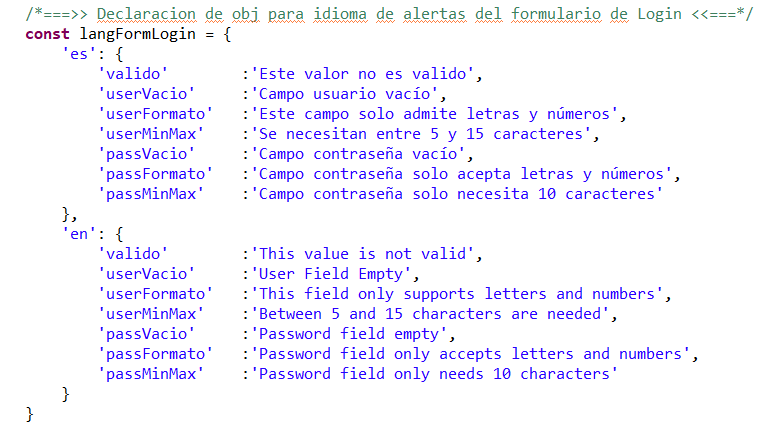 /*===>> Declaracion de obj para idioma de alertas del formulario de Login <<===*/
const langFormLogin = {
    'es': {
        'valido'        :'Este valor no es valido',
        'userVacio'     :'Campo usuario vacío',
        'userFormato'   :'Este campo solo admite letras y números',
        'userMinMax'    :'Se necesitan entre 5 y 15 caracteres',
        'passVacio'     :'Campo contraseña vacío',
        'passFormato'   :'Campo contraseña solo acepta letras y números',
        'passMinMax'    :'Campo contraseña solo necesita 10 caracteres'
    },
    'en': {
        'valido'        :'This value is not valid',
        'userVacio'     :'User Field Empty',
        'userFormato'   :'This field only supports letters and numbers',
        'userMinMax'    :'Between 5 and 15 characters are needed',
        'passVacio'     :'Password field empty',
        'passFormato'   :'Password field only accepts letters and numbers',
        'passMinMax'    :'Password field only needs 10 characters'
    }
}